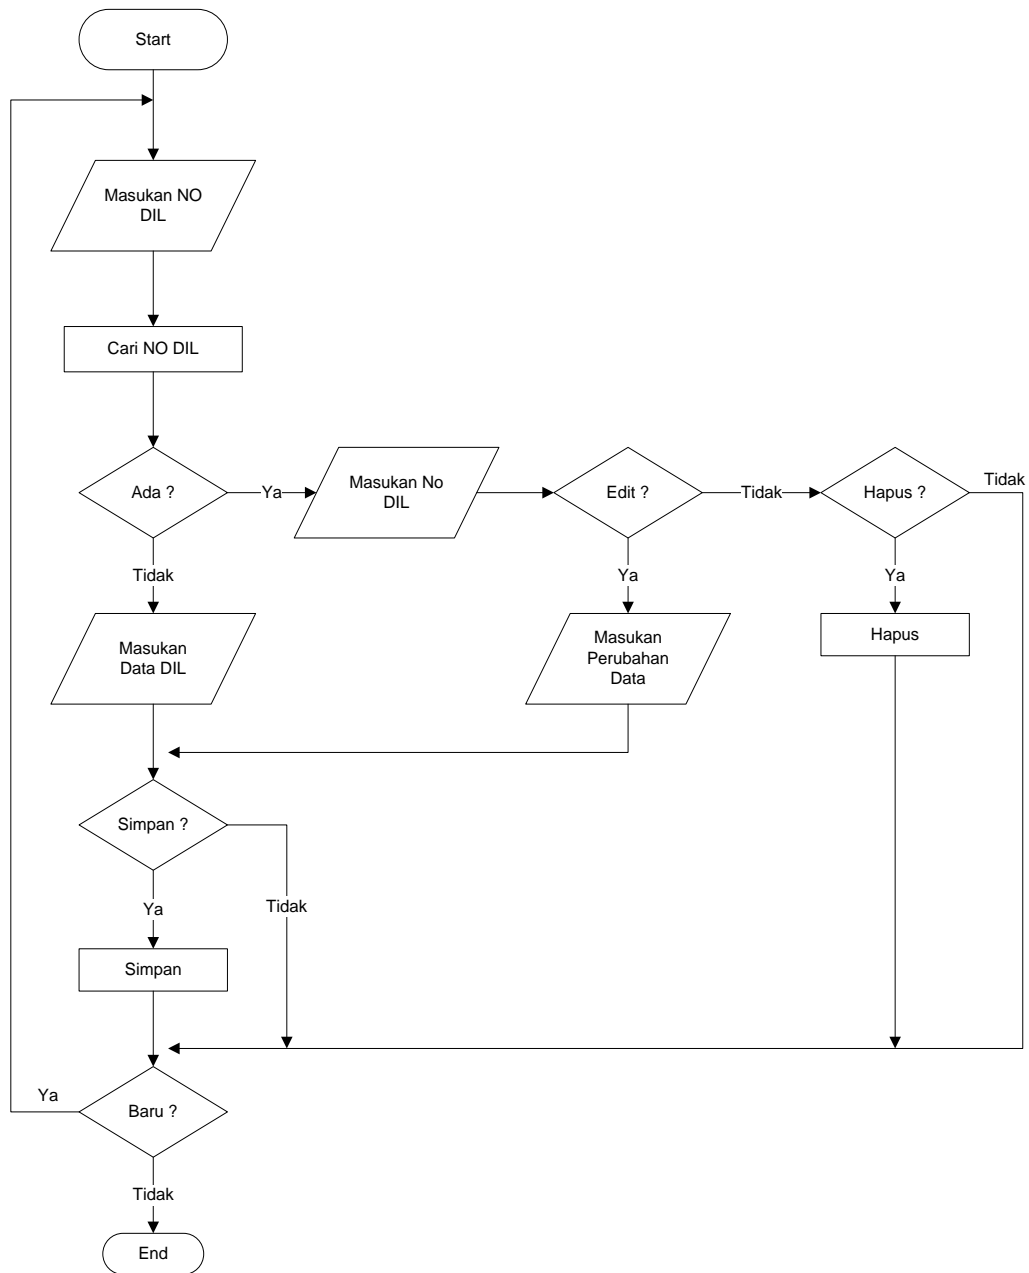 Start
Masukan NO
DIL
Cari NO DIL
Ada ?
Ya
Masukan No
DIL
Edit ?
Tidak
Hapus ?
Tidak
Tidak
Ya
Ya
Masukan
Data DIL
Masukan
Perubahan
Data
Hapus
Simpan ?
Ya
Tidak
Simpan
Ya
Baru ?
Tidak
End